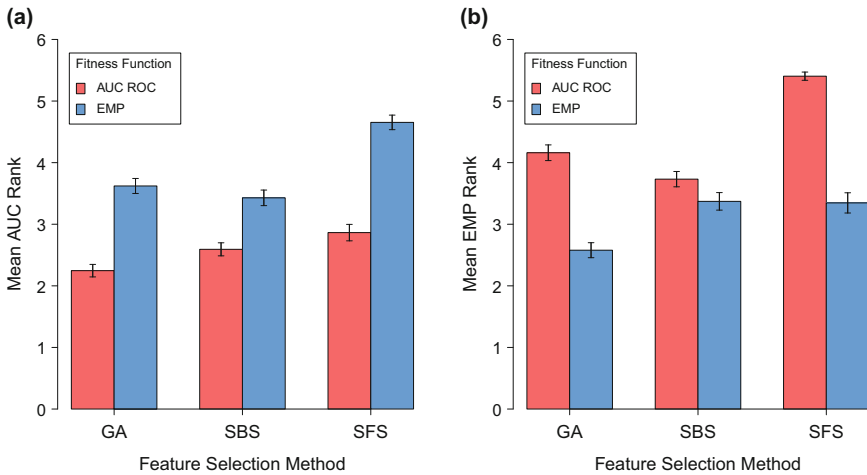 (a)
6
5
4
3
2
1
0
Mean AUC Rank
Fitness Function
AUC ROC
EMP
GA
SBS
SFS
Feature Selection Method
(b)
6
5
4
3
2
1
0
Mean EMP Rank
Fitness Function
AUC ROC
EMP
GA
SBS
SFS
Feature Selection Method